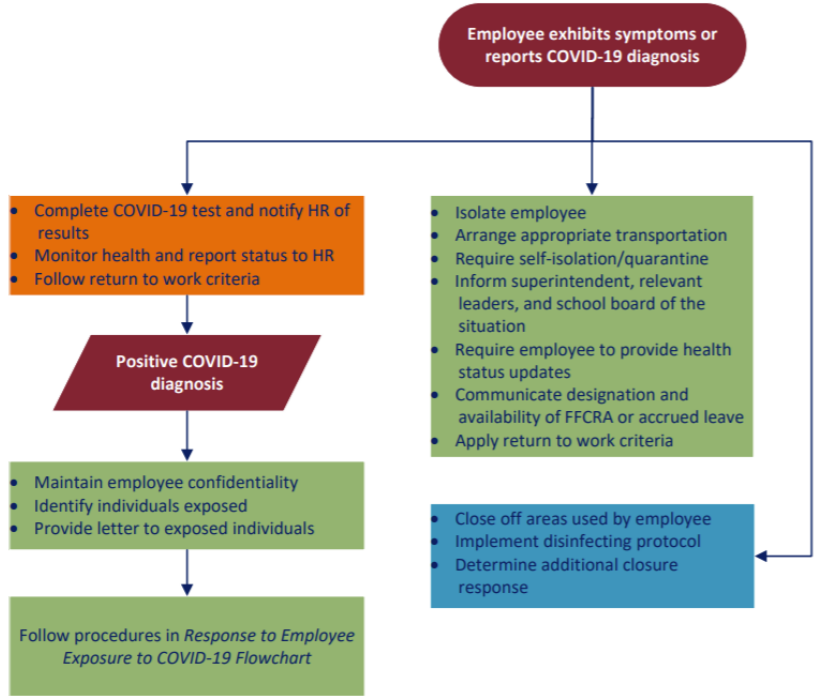 Employee exhibits symptoms or
reports COVID-19 diagnosis
• Complete COVID-19 test and notify HR of
results
• Monitor health and report status to HR
• Follow return to work criteria
Positive COVID-19
diagnosis
• Maintain employee confidentiality
• Identify individuals exposed
• Provide letter to exposed individuals
Follow procedures in Response to Employee
Exposure to COVID-19 Flowchart
• Isolate employee
• Arrange appropriate transportation
• Require self-isolation/quarantine
• Inform superintendent, relevant
leaders, and school board of the
situation
• Require employee to provide health
status updates
• Communicate designation and
availability of FFCRA or accrued leave
• Apply return to work criteria
• Close off areas used by employee
• Implement disinfecting protocol
• Determine additional closure
response